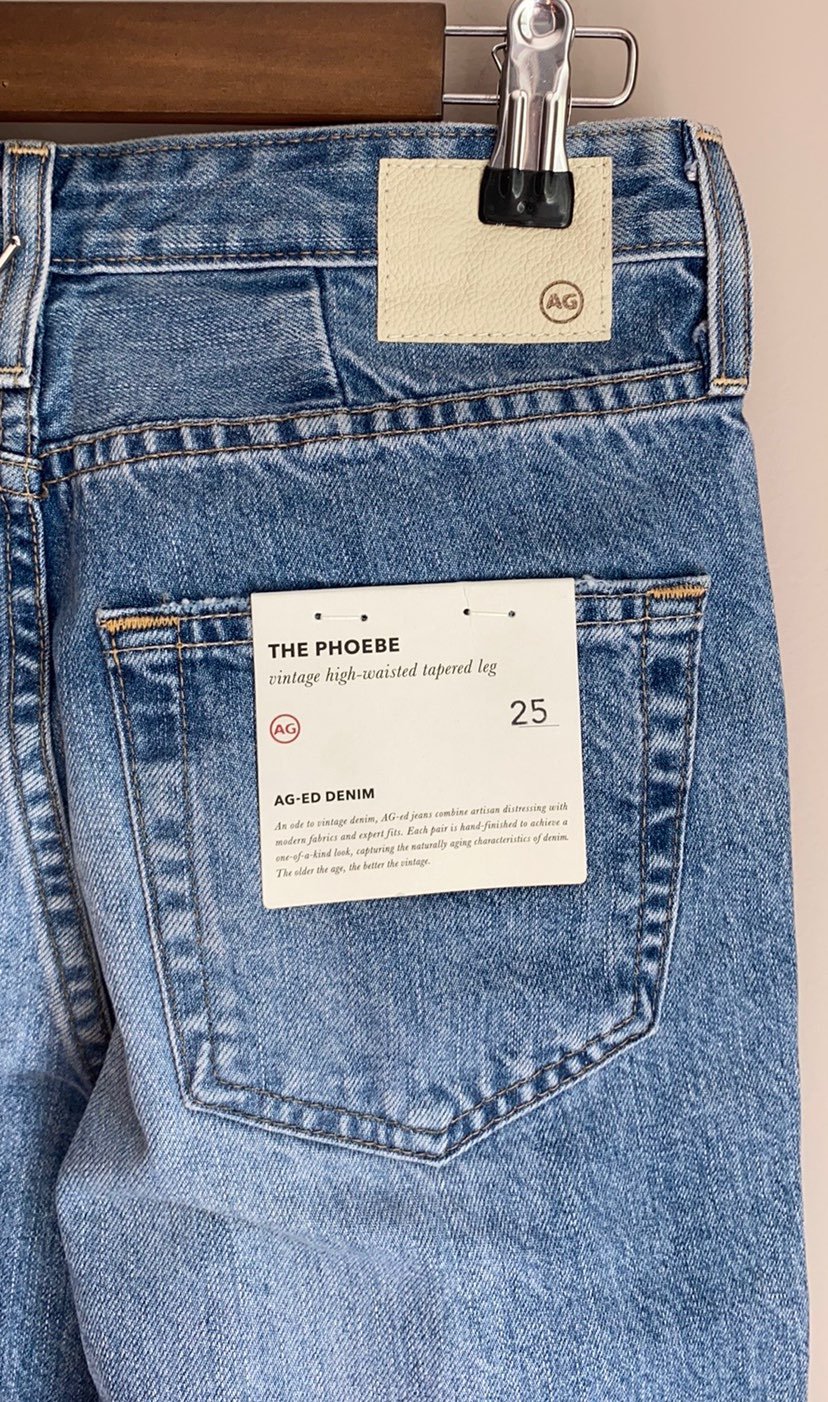 AG
THE PHOEBE
vintage high-waisted tapered leg
AG
25
AG-ED DENIM
An ode to vintage denim, AG-ed jeans combine artisan distressing with
modern fabrics and expert fits. Each pair is hand-finished to achieve a
one-of-a-kind look, capturing the naturally aging characteristics of denim.
The older the age, the better the vintage.